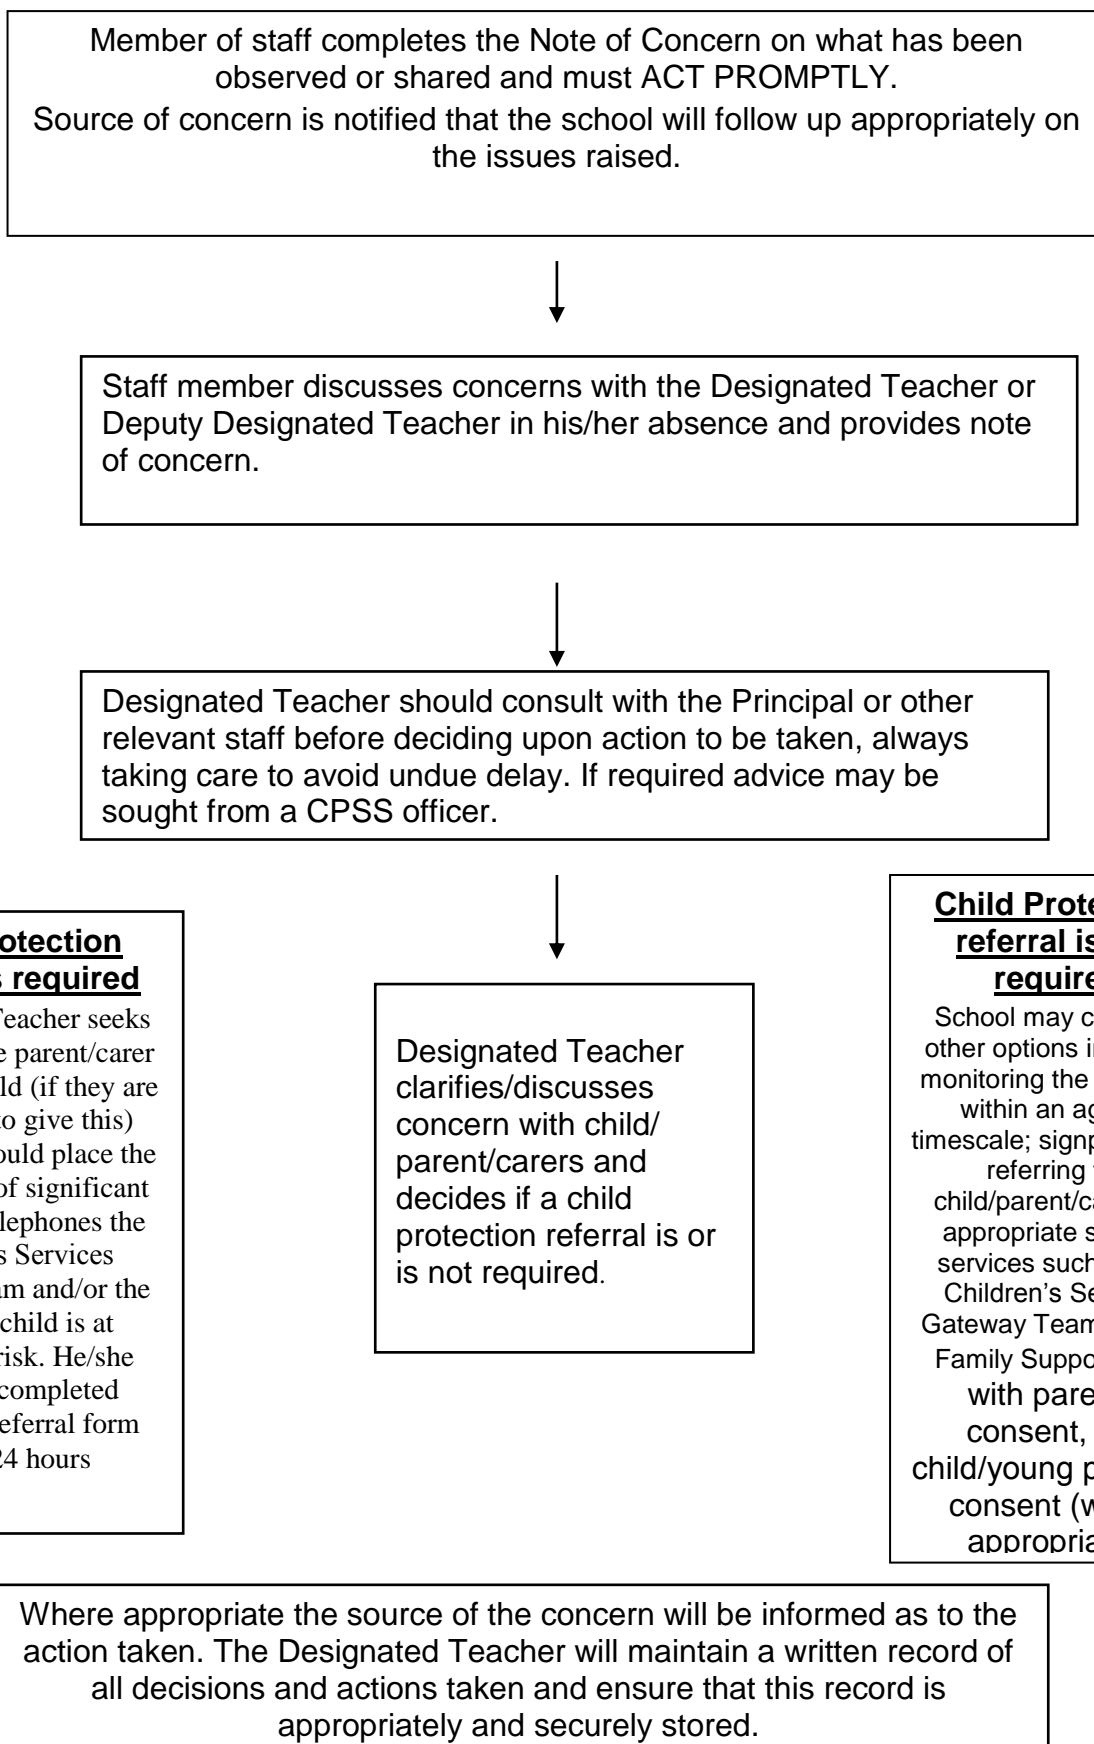 Member of staff completes the Note of Concern on what has been
observed or shared and must ACT PROMPTLY.
Source of concern is notified that the school will follow up appropriately on
the issues raised.
Staff member discusses concerns with the Designated Teacher or
Deputy Designated Teacher in his/her absence and provides note
of concern.
Designated Teacher should consult with the Principal or other
relevant staff before deciding upon action to be taken, always
taking care to avoid undue delay. If required advice may be
sought from a CPSS officer.
otection
s required
Teacher seeks
e parent/carer
ld (if they are
to give this)
ould place the
of significant
lephones the
s Services
am and/or the
child is at
risk. He/she
completed
eferral form
24 hours
Designated Teacher
clarifies/discusses
concern with child/
parent/carers and
decides if a child
protection referral is or
is not required.
Child Prote
referral is
require
School may c
other options i
monitoring the
within an ag
timescale; signp
referring
child/parent/ca
appropriate s
services such
Children's Se
Gateway Team
Family Suppo
with pare
consent,
child/young p
consent (w
appropria
Where appropriate the source of the concern will be informed as to the
action taken. The Designated Teacher will maintain a written record of
all decisions and actions taken and ensure that this record is
appropriately and securely stored.